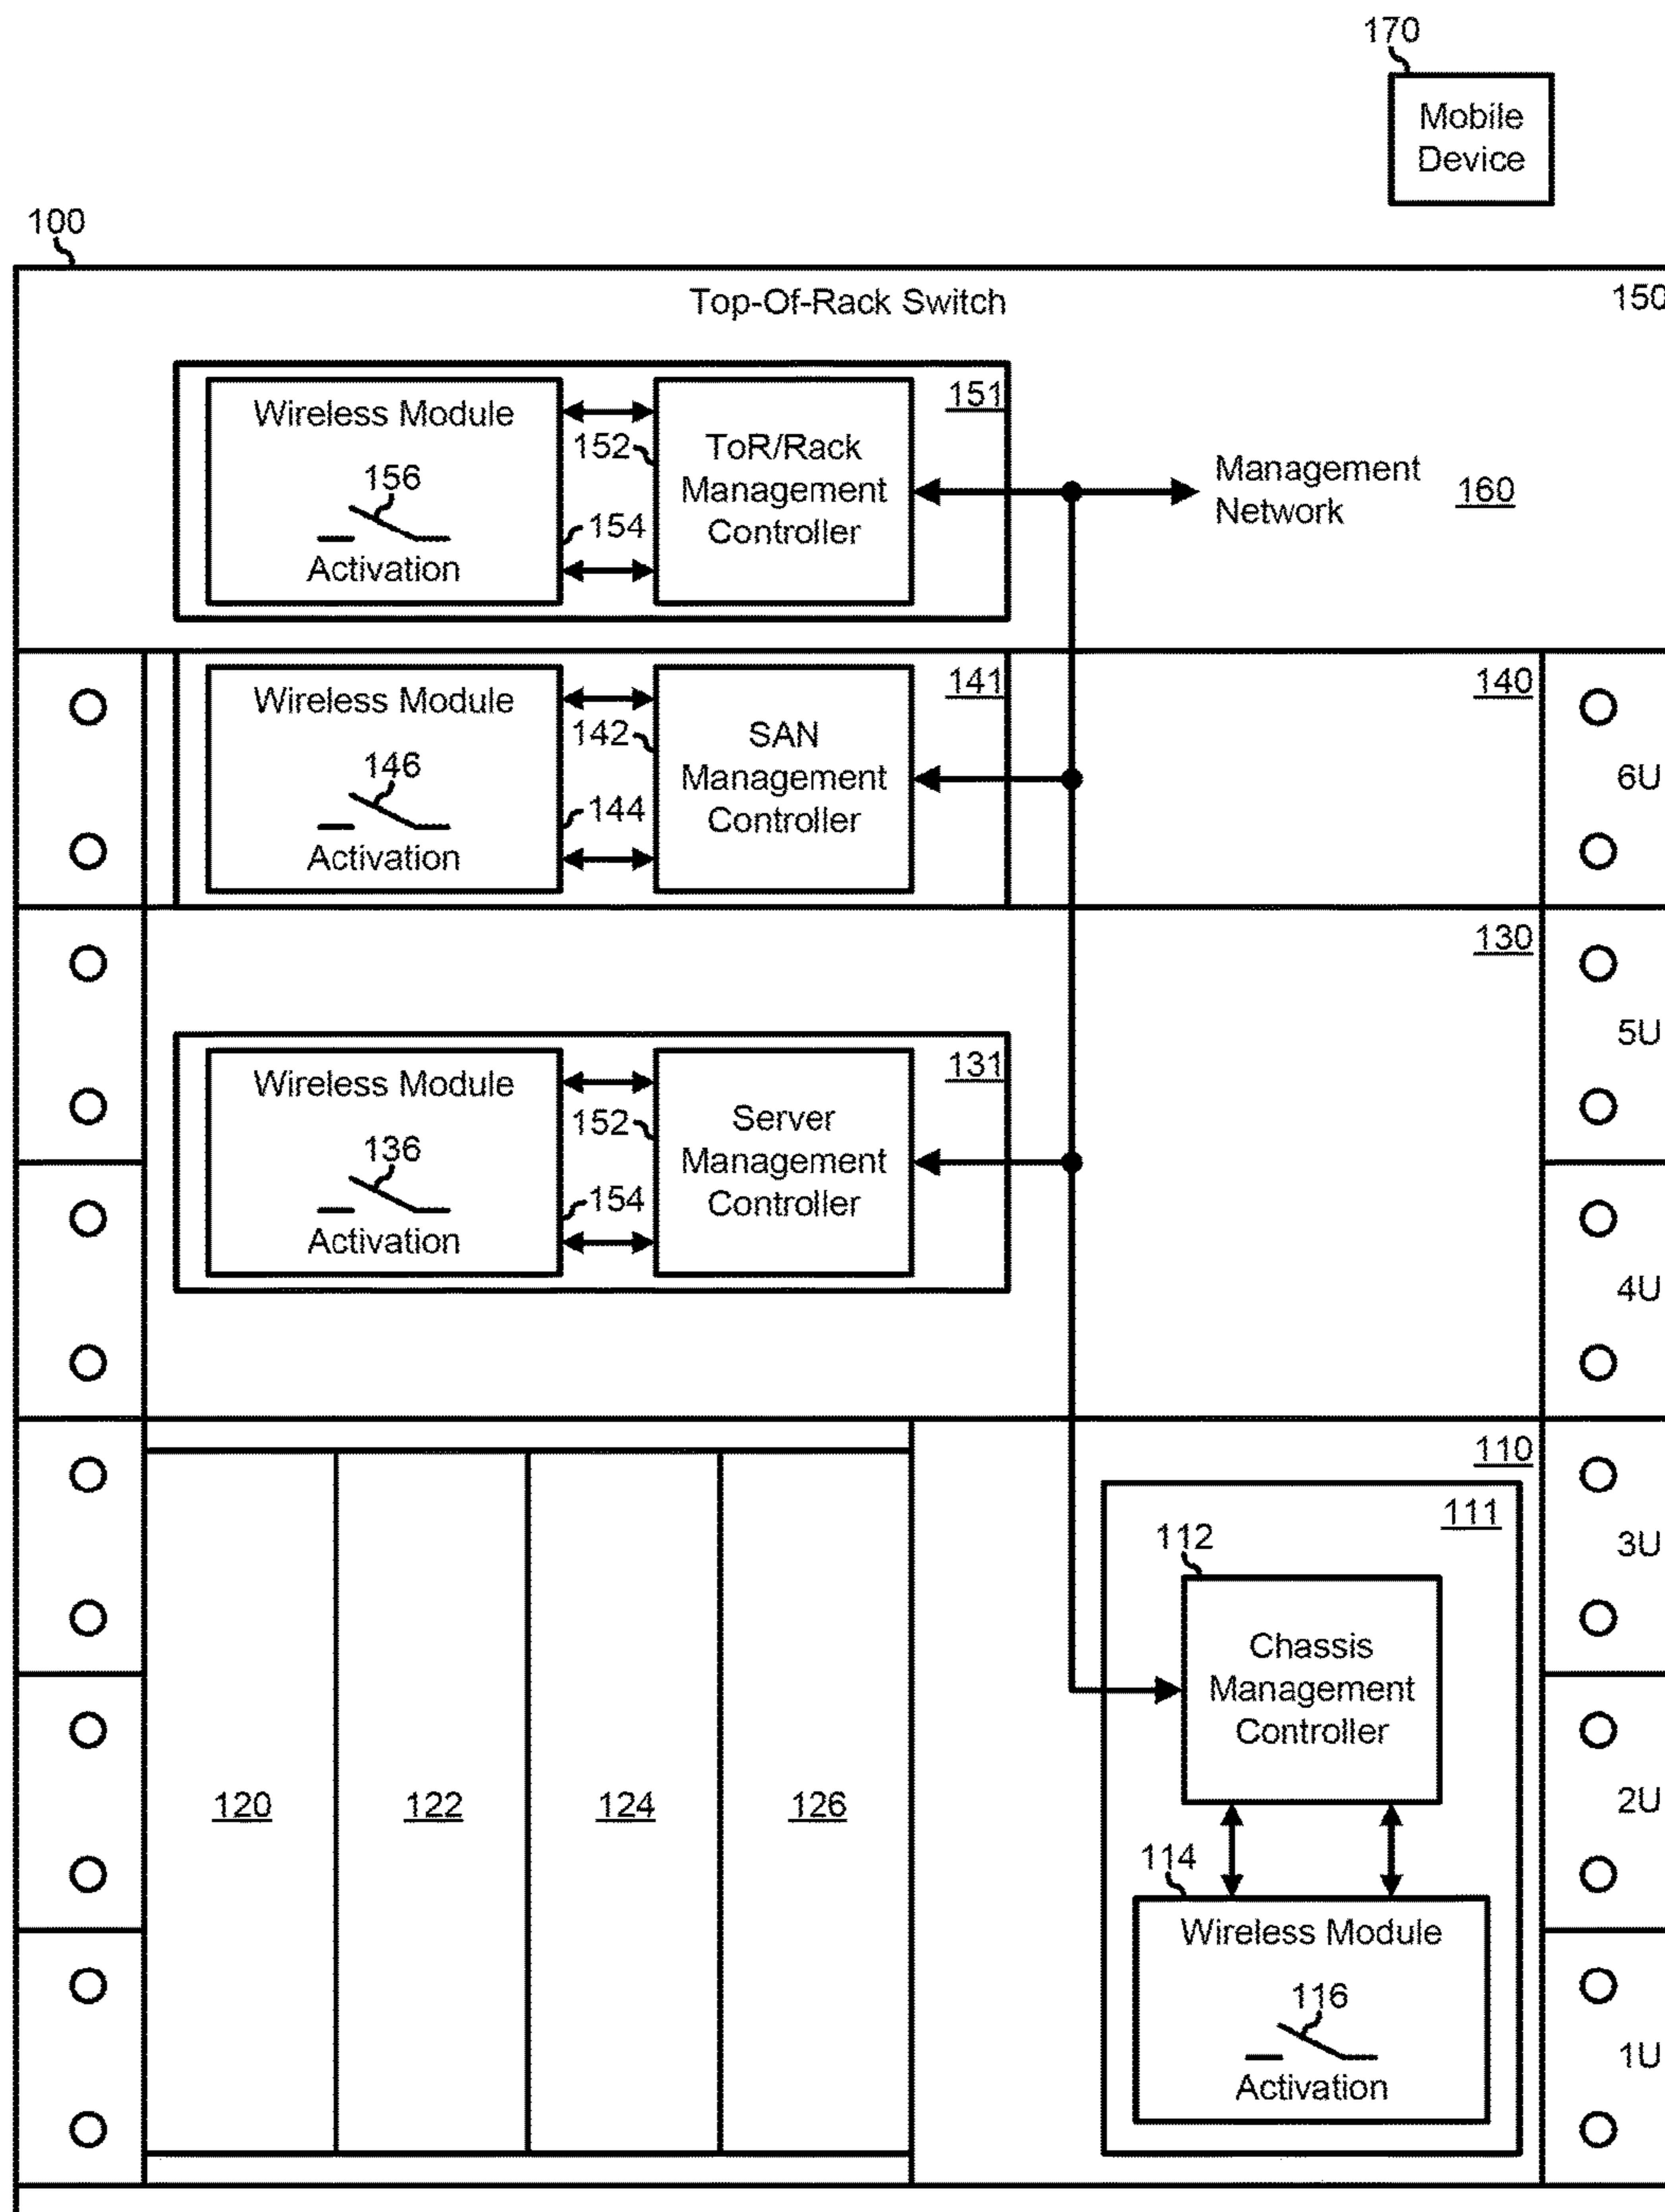 170
Mobile
Device
100
Top-Of-Rack Switch
150
Wireless Module
156
Activation
152
154
ToR/Rack
Management
Controller
151
Management
Network
160
Wireless Module
146
Activation
142
144
SAN
Management
Controller
141
140
6U
130
5U
Wireless Module
136
Activation
152
154
Server
Management
Controller
131
4U
110
111
112
3U
Chassis
Management
Controller
120
122
124
126
2U
114
Wireless Module
116
Activation
1U